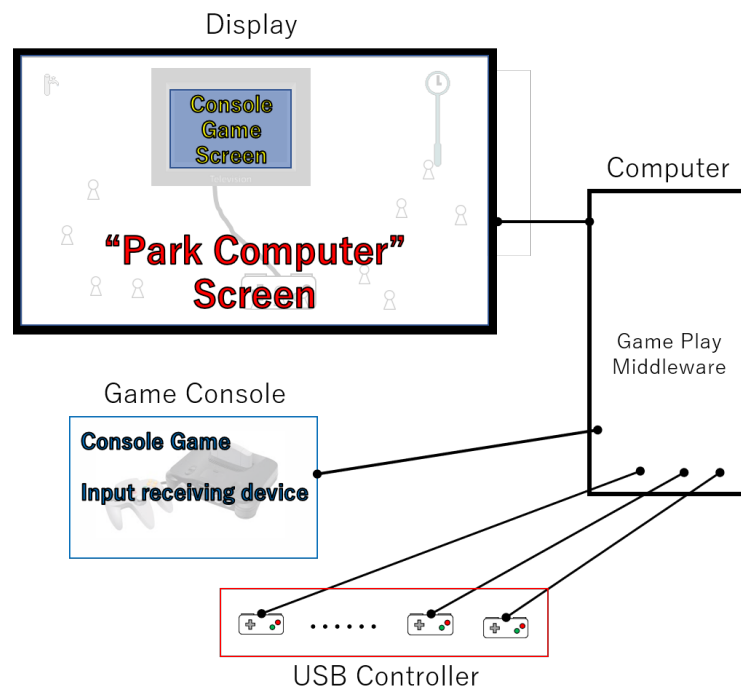 Display
Console
Game
Screen
Television
“Park Computer”
Screen
Computer
Game Play
Middleware
Game Console
Console Game
Input receiving device
USB Controller